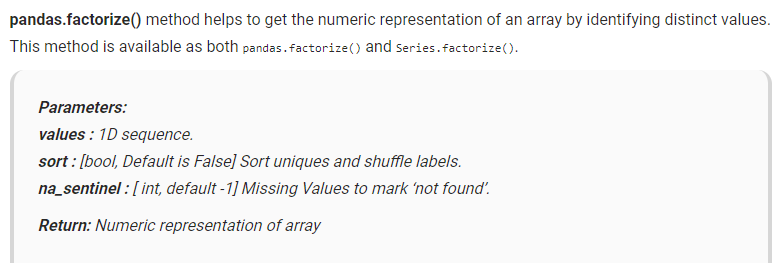 pandas.factorize() method helps to get the numeric representation of an array by identifying distinct values.
This method is available as both pandas.factorize() and Series.factorize().
Parameters:
values : 1D sequence.
sort : [bool, Default is False] Sort uniques and shuffle labels.
na_sentinel : [ int, default -1] Missing Values to mark ‘not found’.
Return: Numeric representation of array